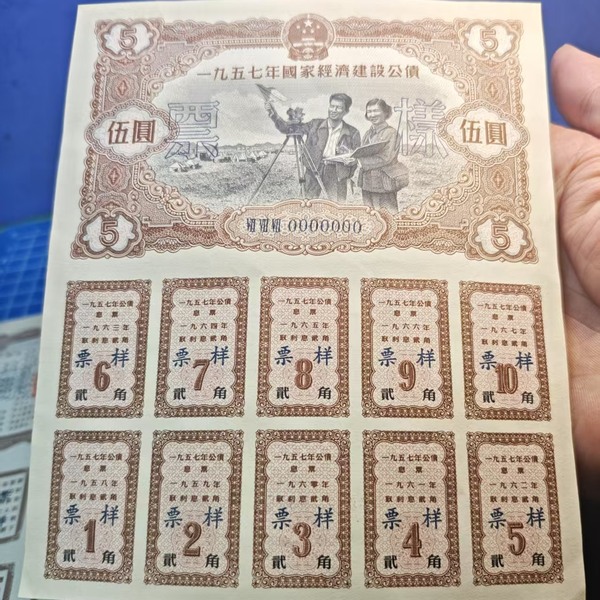 5 5
一九五七年國家經濟建設公債
票 樣
伍圓 伍圓
0000000
5 5
一九五七年公債
息票
一九六三年
取利息貳角
票样
6
貳角
一九五七年公債
息票
一九六四年
取利息貳角
票样
7
貳角
一九五七年公債
息票
一九六五年
取利息貳角
票样
8
貳角
一九五七年公債
息票
一九六六年
取利息貳角
票样
9
貳角
一九五七年公債
息票
一九六七年
取利息貳角
票样
10
貳角
一九五七年公債
息票
一九五八年
取利息貳角
票样
1
貳角
一九五七年公債
息票
一九五九年
取利息貳角
票样
2
貳角
一九五七年公債
息票
一九六零年
取利息貳角
票样
3
貳角
一九五七年公債
息票
一九六一年
取利息貳角
票样
4
貳角
一九五七年公債
息票
一九六二年
取利息貳角
票样
5
貳角